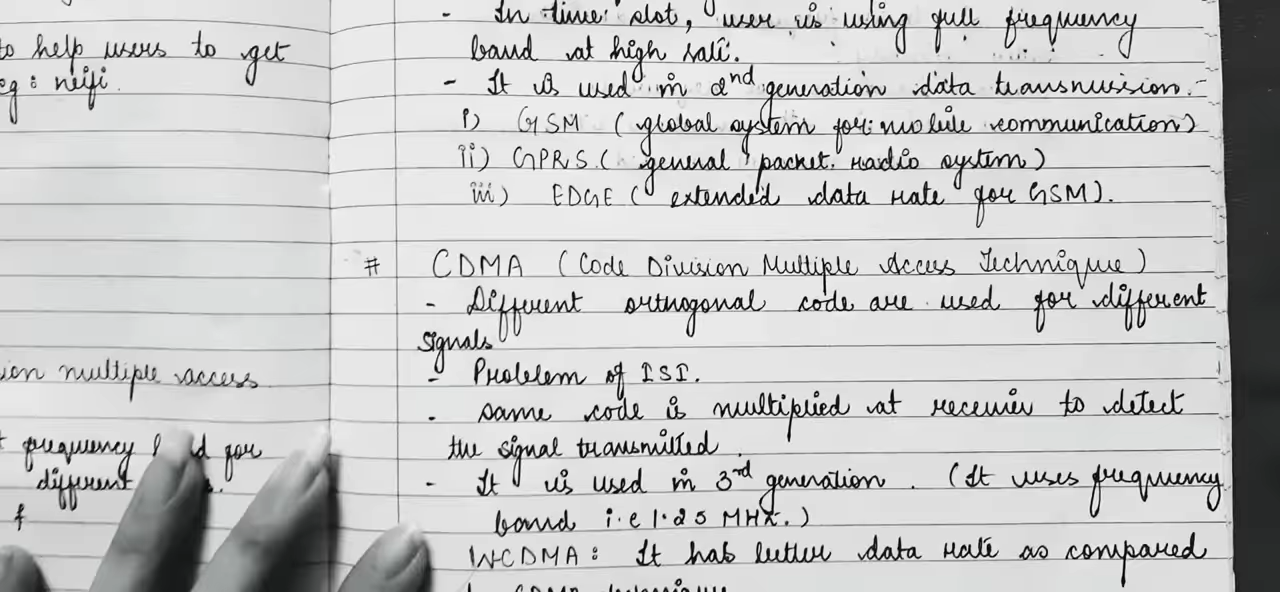 to help users to get
eg: neifi.
ion multiple access
frequency
for
different
f
- In time slot, user is using full frequency
band at high rate.
- It is used in 2nd generation data transmission.
i) GSM (global system for mobile communication)
ii) GPRS (general packet radio system)
iii) EDGE (extended data rate for GSM).
# CDMA (Code Division Multiple Access Technique)
- Different orthogonal code are used for different
signals
- Problem of ISI.
- same code is multiplied at receiver to detect
the signal transmitted.
- It is used in 3rd generation. (It uses frequency
band i.e 1.25 MHz.)
WCDMA: It has better data rate as compared